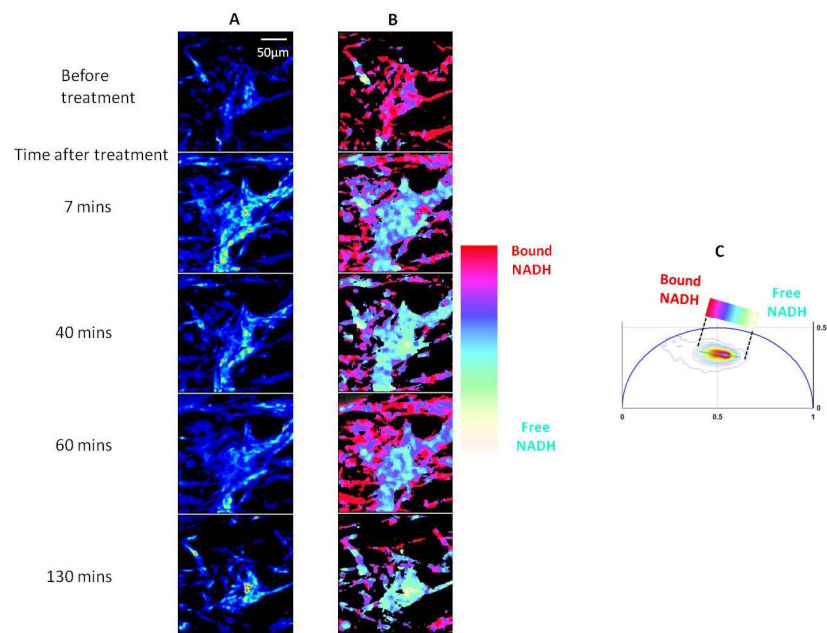 A
B
50µm
Before
treatment
Time after treatment
7 mins
40 mins
60 mins
130 mins
Bound
NADH
Free
NADH
C
Bound
NADH
Free
NADH
0.5
0
0
0.5
1